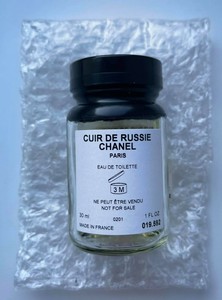 CUIR DE RUSSIE
CHANEL
PARIS
EAU DE TOILETTE
3 M
NE PEUT ÊTRE VENDU
NOT FOR SALE
30 ml 1 FL OZ
0201
MADE IN FRANCE 019.592